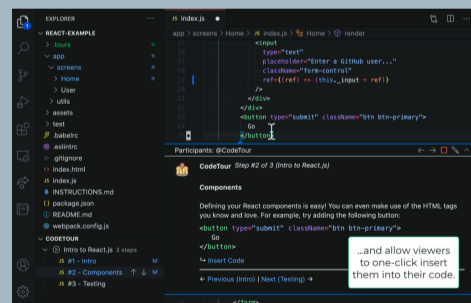 EXPLORER
REACT-EXAMPLE
.tours
app
screens
Home
User
utils
assets
test
.babelrc
.eslintrc
.gitignore
index.html
index.js
INSTRUCTIONS.md
package.json
README.md
webpack.config.js
CODETOUR
Intro to React.js 3 steps
#1 - Intro M
#2 - Components M
#3 - Testing
JS index.js
app > screens > Home > JS index.js > Home > render
<input
type="text"
placeholder="Enter a GitHub user..."
className="form-control"
ref={(ref) => (this._input = ref)}
/>
</div>
</div>
<button type="submit" className="btn btn-primary">
Go
</button>
Participants: @CodeTour
CodeTour Step #2 of 3 (Intro to React.js)
Components
Defining your React components is easy! You can even make use of the HTML tags
you know and love. For example, try adding the following button:
<button type="submit" className="btn btn-primary">
Go
</button>
↪ Insert Code
← Previous (Intro) | Next (Testing) →
...and allow viewers
to one-click insert
them into their code.